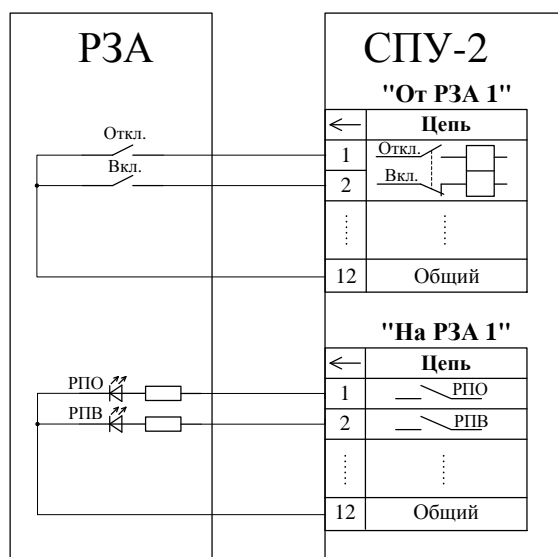 РЗА
СПУ-2
"От РЗА 1"
Цепь
Откл.
1
Откл.
Вкл.
2
Вкл.
12
Общий
"На РЗА 1"
Цепь
РПО
1
РПО
РПВ
2
РПВ
12
Общий